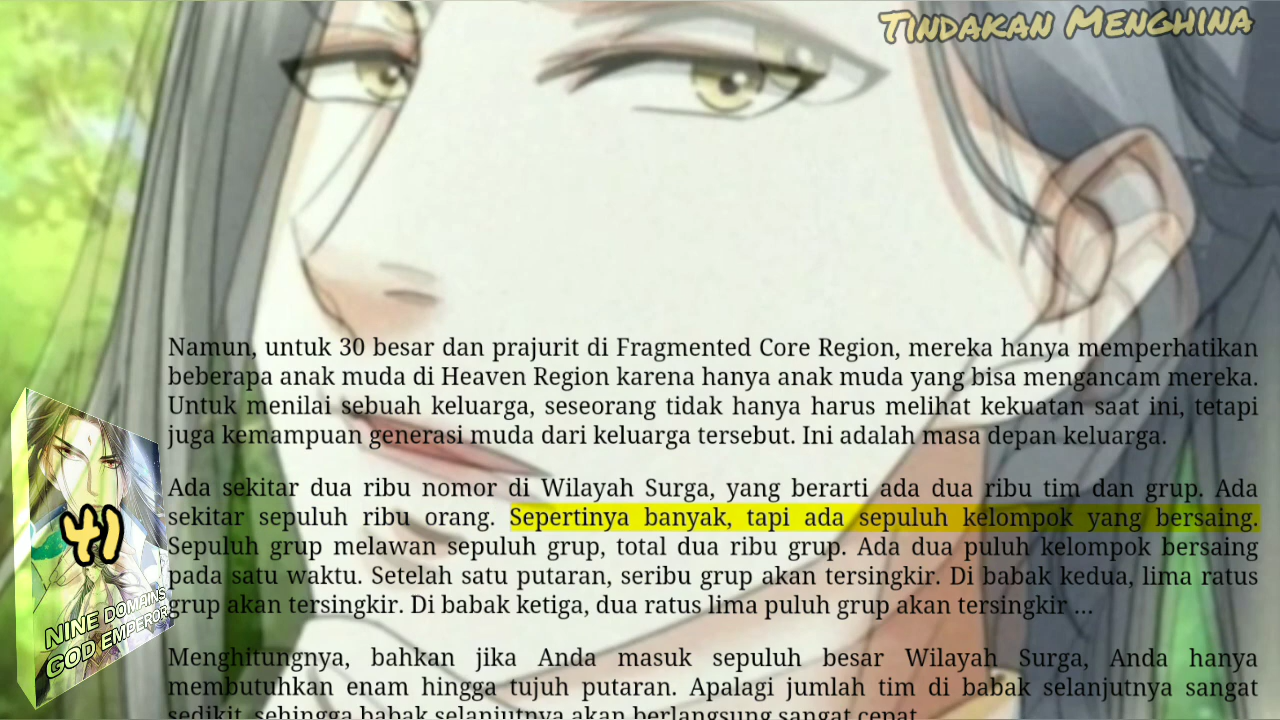 Tindakan Menghina
Namun, untuk 30 besar dan prajurit di Fragmented Core Region, mereka hanya memperhatikan
beberapa anak muda di Heaven Region karena hanya anak muda yang bisa mengancam mereka.
Untuk menilai sebuah keluarga, seseorang tidak hanya harus melihat kekuatan saat ini, tetapi
juga kemampuan generasi muda dari keluarga tersebut. Ini adalah masa depan keluarga.
Ada sekitar dua ribu nomor di Wilayah Surga, yang berarti ada dua ribu tim dan grup. Ada
sekitar sepuluh ribu orang. Sepertinya banyak, tapi ada sepuluh kelompok yang bersaing.
Sepuluh grup melawan sepuluh grup, total dua ribu grup. Ada dua puluh kelompok bersaing
pada satu waktu. Setelah satu putaran, seribu grup akan tersingkir. Di babak kedua, lima ratus
grup akan tersingkir. Di babak ketiga, dua ratus lima puluh grup akan tersingkir ...
Menghitungnya, bahkan jika Anda masuk sepuluh besar Wilayah Surga, Anda hanya
membutuhkan enam hingga tujuh putaran. Apalagi jumlah tim di babak selanjutnya sangat
sedikit, sehingga babak selanjutnya akan berlangsung sangat cepat.
41
NINE DOMAINS
GOD EMPEROR